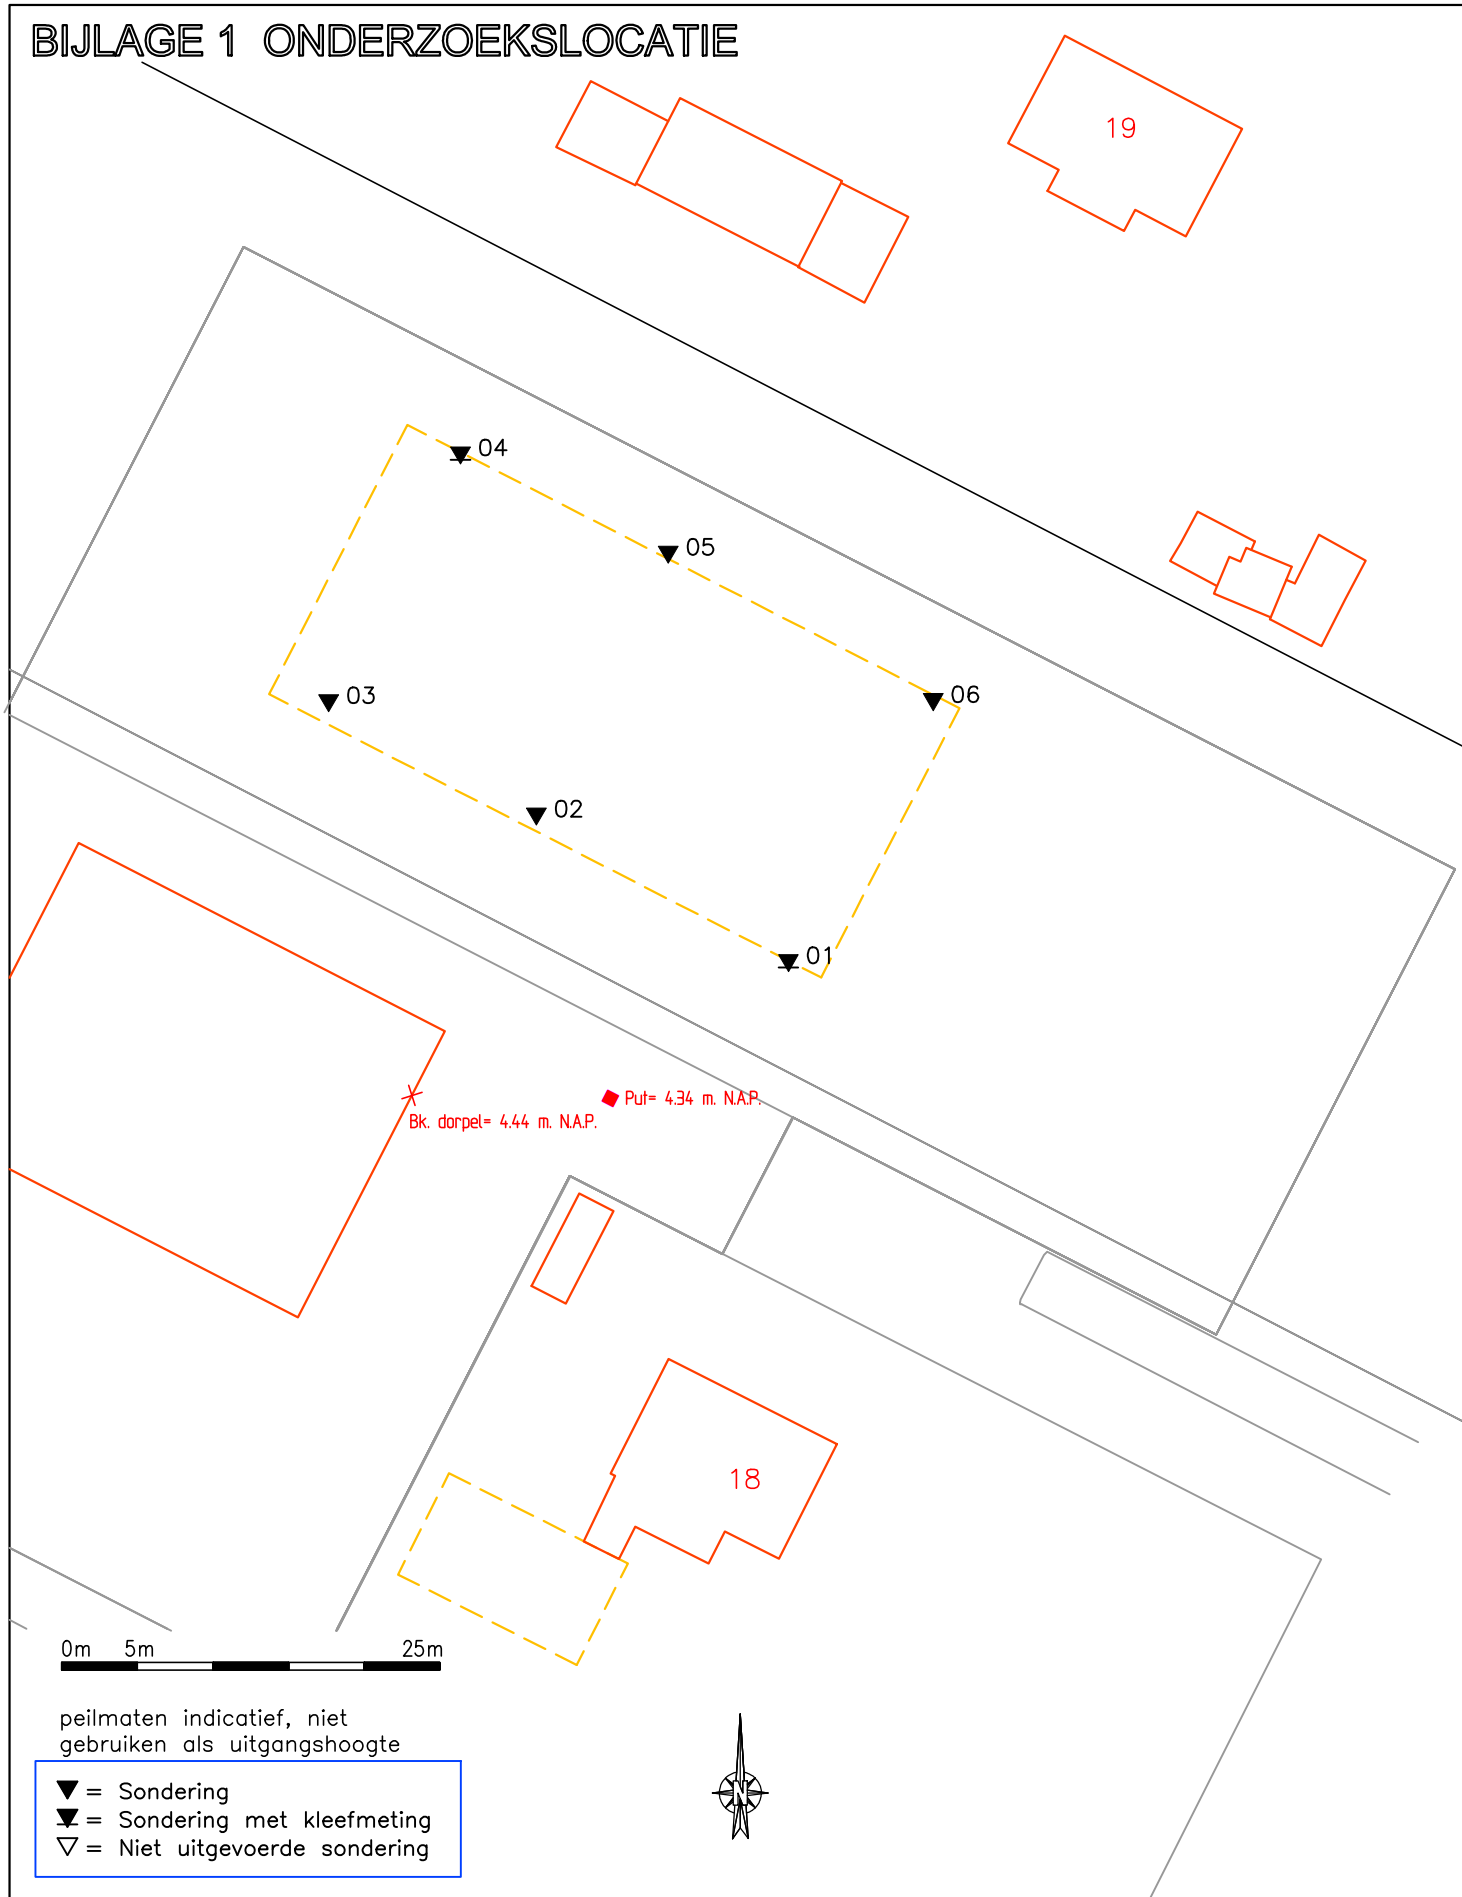 BIJLAGE 1 ONDERZOEKSLOCATIE
19
04
05
03
06
02
01
Put= 4.34 m. N.A.P.
Bk. dorpel= 4.44 m. N.A.P.
18
0m 5m 25m
peilmaten indicatief, niet
gebruiken als uitgangshoogte
= Sondering
= Sondering met kleefmeting
= Niet uitgevoerde sondering
N